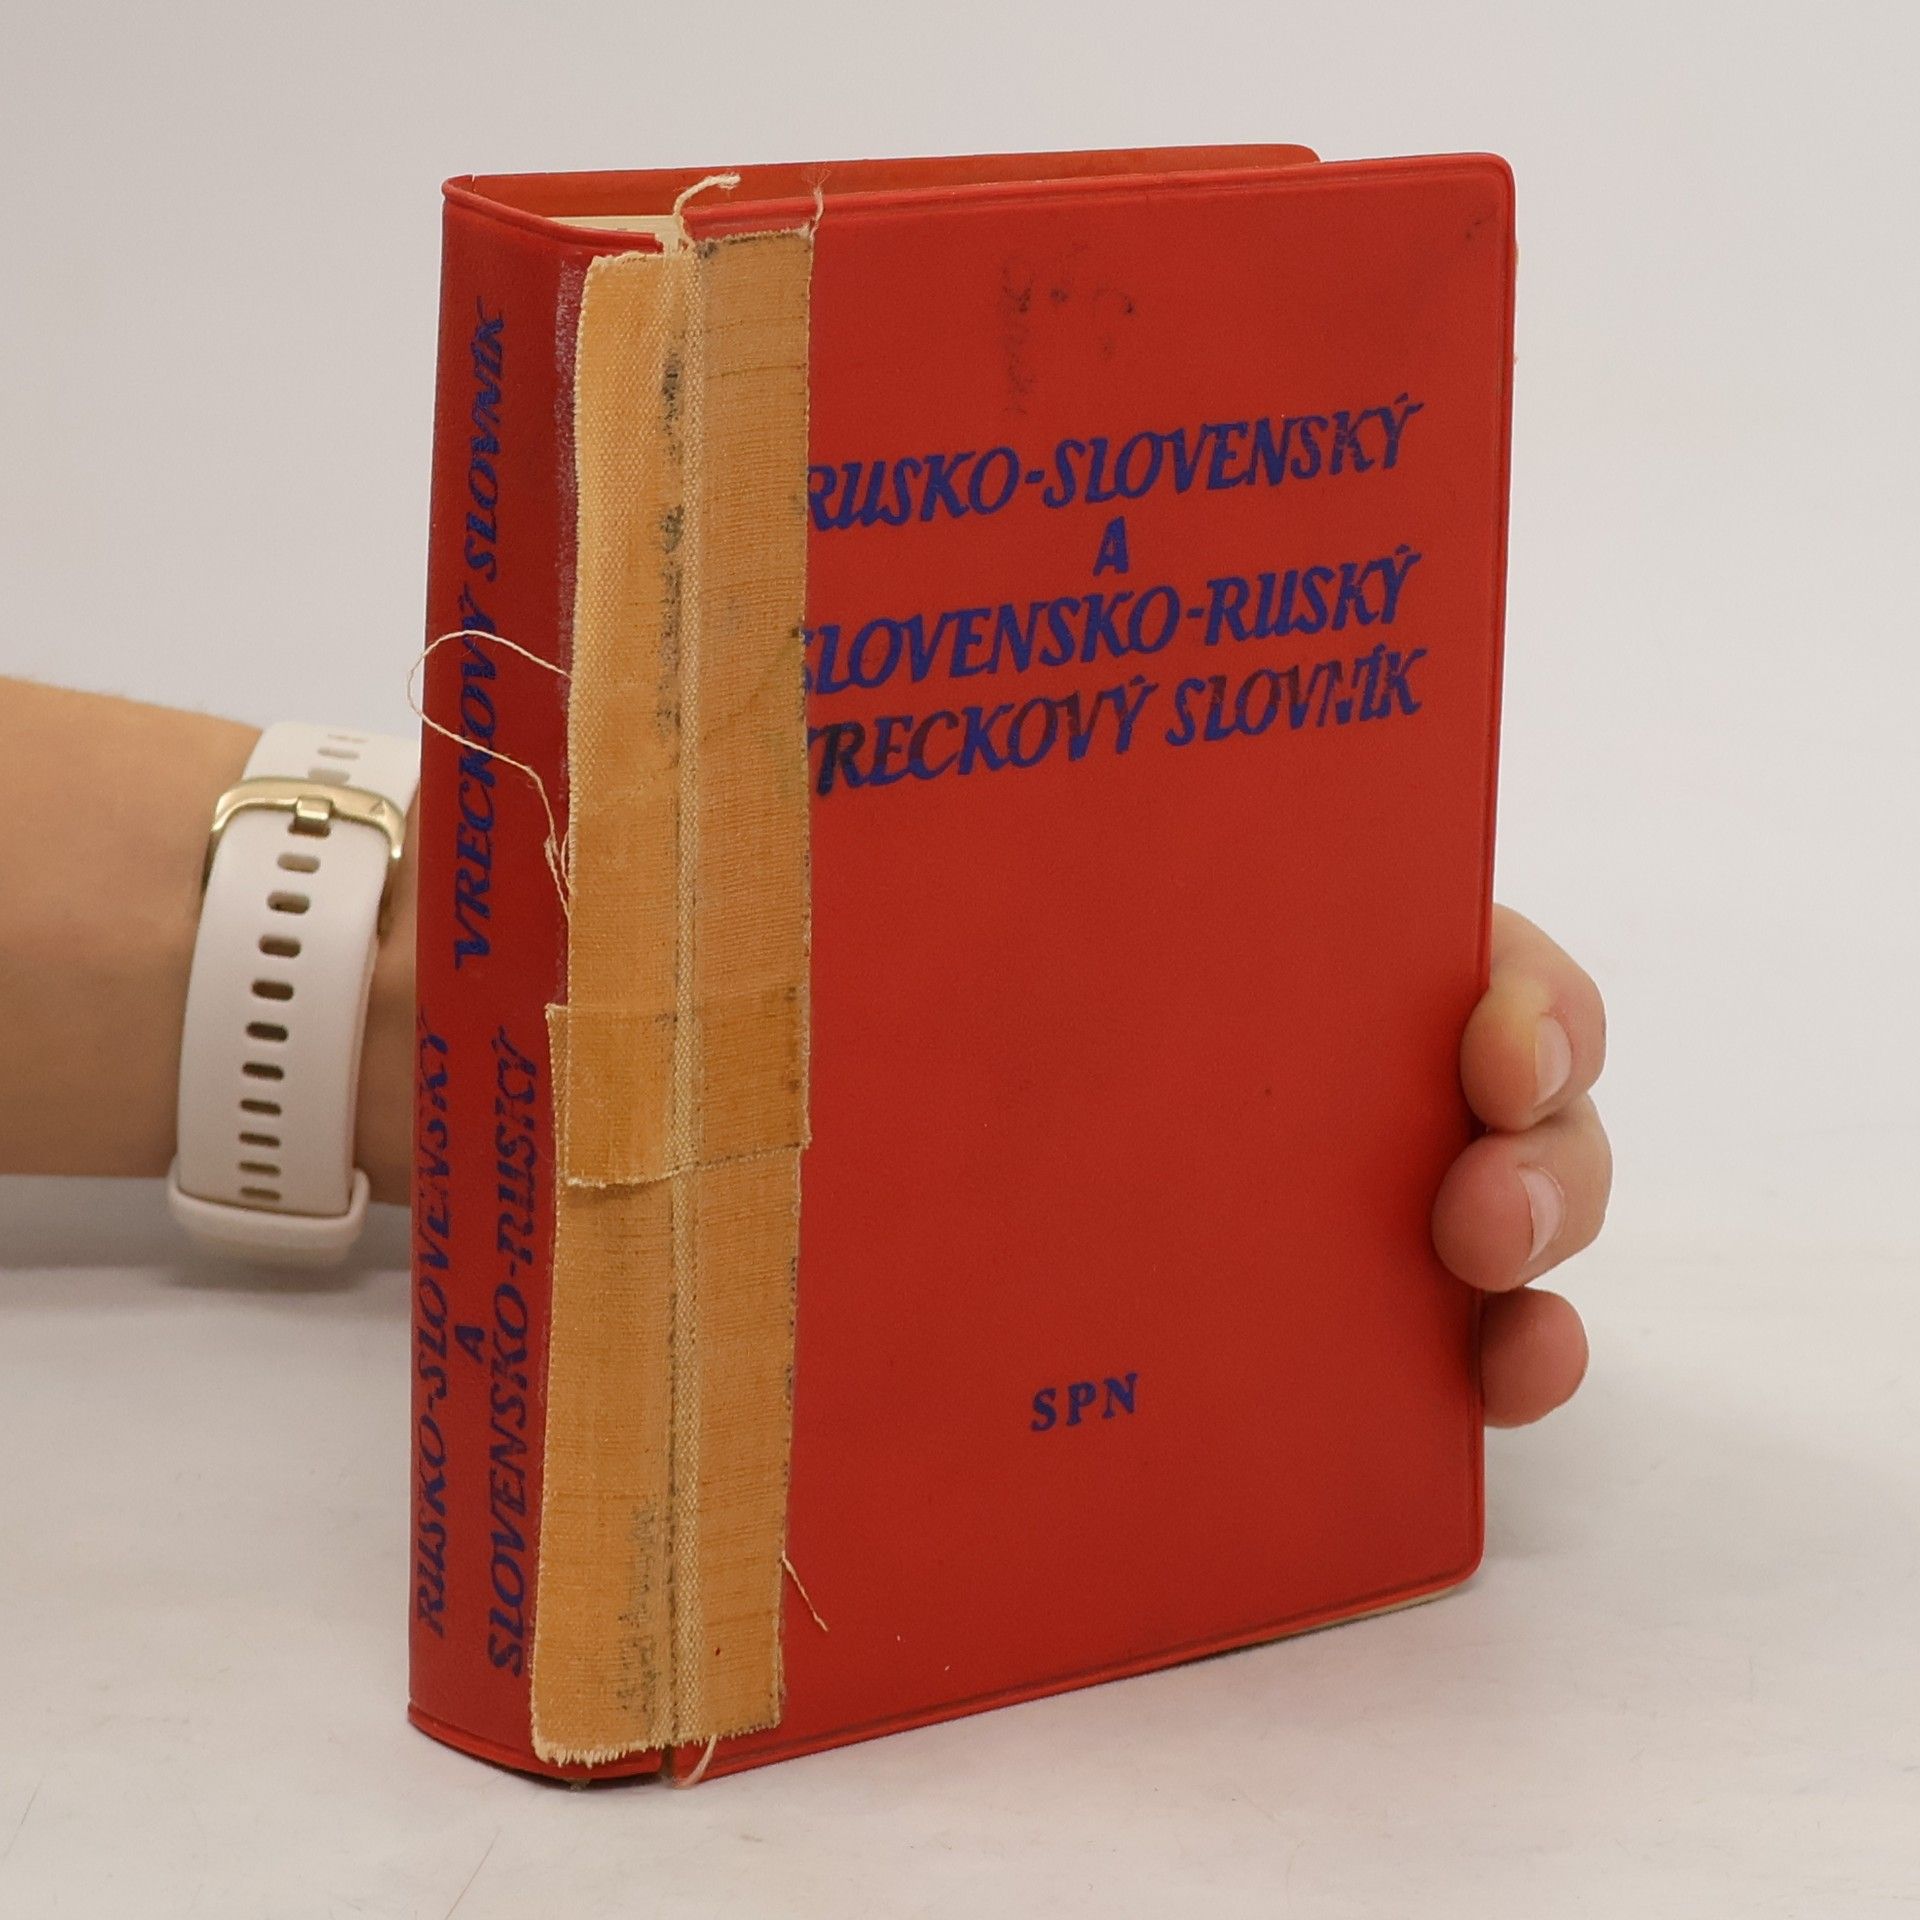 RUSKO-SLOVENSKÝ
A
SLOVENSKO-RUSKÝ
VRECKOVÝ SLOVNÍK
RUSKO-SLOVENSKÝ
A
SLOVENSKO-RUSKÝ
VRECKOVÝ SLOVNÍK
SPN